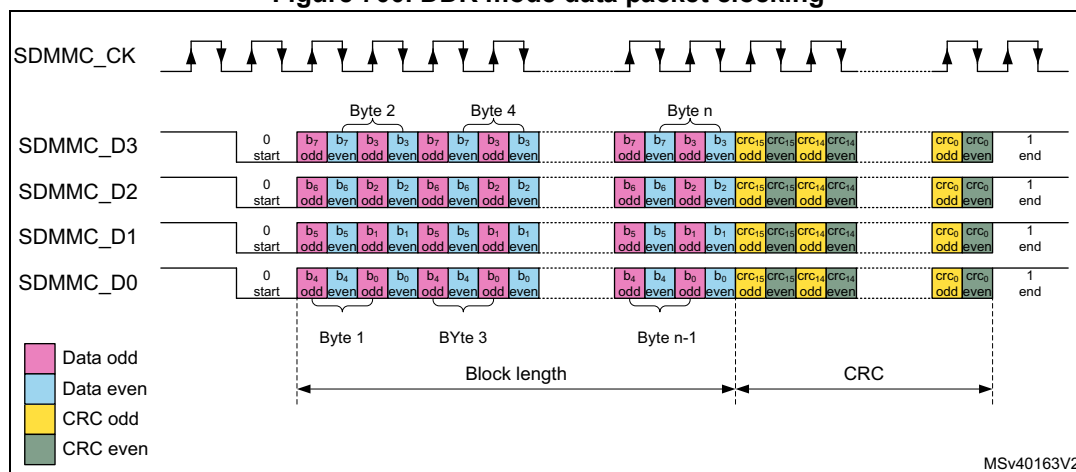 SDMMC_CK
Byte 2 Byte 4 Byte n
SDMMC_D3 0 start b7 odd b7 even b3 odd b3 even b7 odd b7 even b3 odd b3 even b7 odd b7 even b3 odd b3 even crc15 odd crc15 even crc14 odd crc14 even crc0 odd crc0 even 1 end
SDMMC_D2 0 start b6 odd b6 even b2 odd b2 even b6 odd b6 even b2 odd b2 even b6 odd b6 even b2 odd b2 even crc15 odd crc15 even crc14 odd crc14 even crc0 odd crc0 even 1 end
SDMMC_D1 0 start b5 odd b5 even b1 odd b1 even b5 odd b5 even b1 odd b1 even b5 odd b5 even b1 odd b1 even crc15 odd crc15 even crc14 odd crc14 even crc0 odd crc0 even 1 end
SDMMC_D0 0 start b4 odd b4 even b0 odd b0 even b4 odd b4 even b0 odd b0 even b4 odd b4 even b0 odd b0 even crc15 odd crc15 even crc14 odd crc14 even crc0 odd crc0 even 1 end
Byte 1 BYte 3 Byte n-1
Block length CRC
Data odd
Data even
CRC odd
CRC even
MSv40163V2